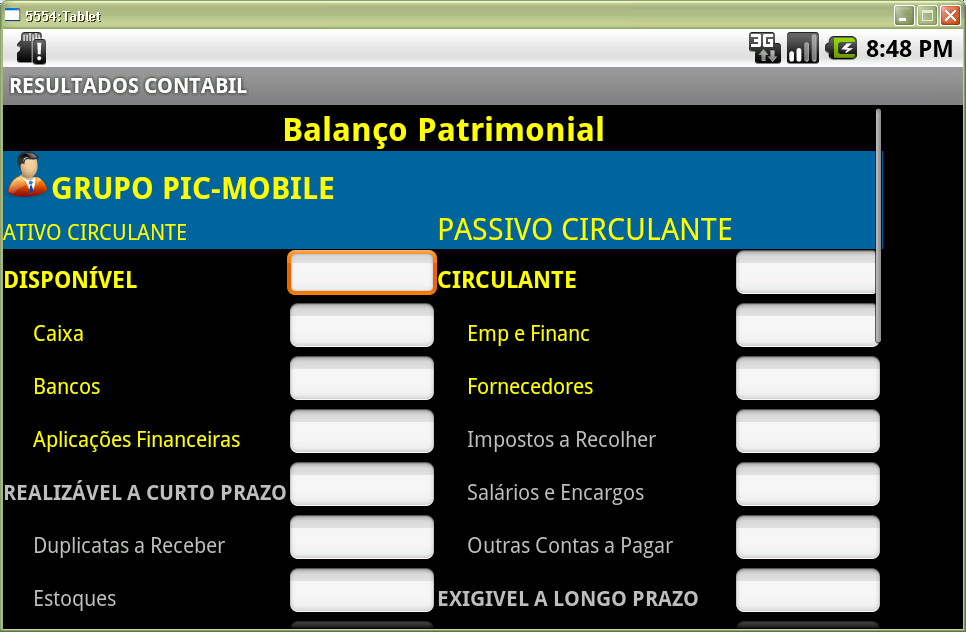 5554:Tablet
3G 8:48 PM
RESULTADOS CONTABIL
Balanço Patrimonial
GRUPO PIC-MOBILE
ATIVO CIRCULANTE PASSIVO CIRCULANTE
DISPONÍVEL CIRCULANTE
Caixa Emp e Financ
Bancos Fornecedores
Aplicações Financeiras Impostos a Recolher
REALIZÁVEL A CURTO PRAZO Salários e Encargos
Duplicatas a Receber Outras Contas a Pagar
Estoques EXIGIVEL A LONGO PRAZO